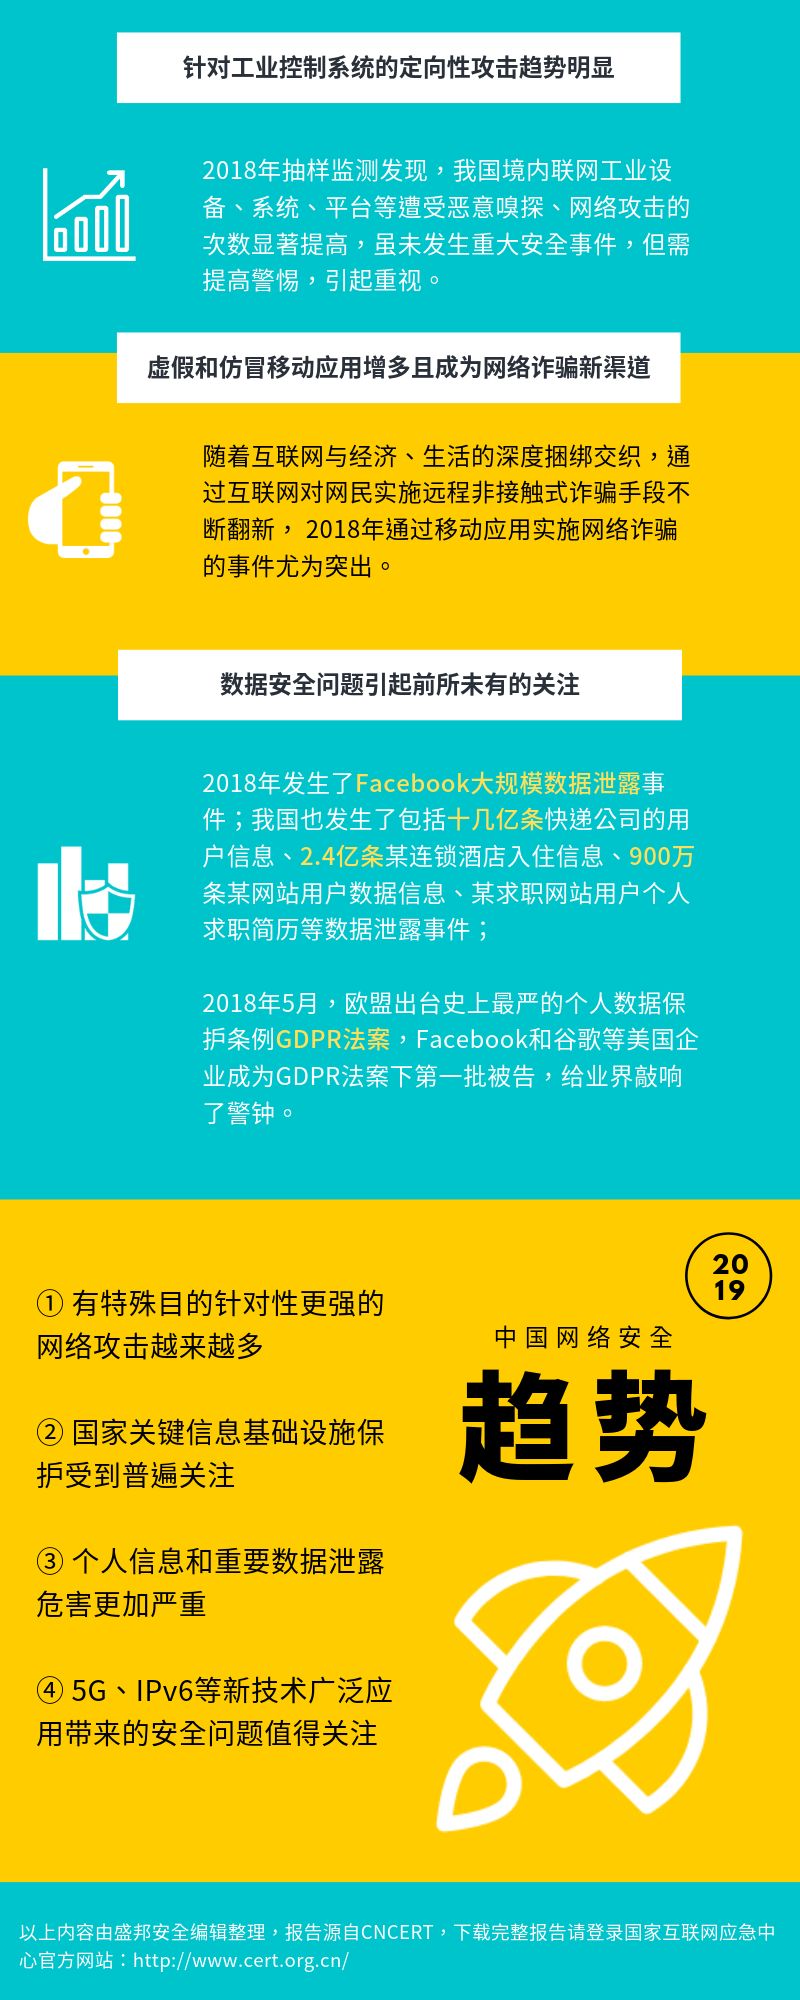 针对工业控制系统的定向性攻击趋势明显
2018年抽样监测发现，我国境内联网工业设
备、系统、平台等遭受恶意嗅探、网络攻击的
次数显著提高，虽未发生重大安全事件，但需
提高警惕，引起重视。
虚假和仿冒移动应用增多且成为网络诈骗新渠道
随着互联网与经济、生活的深度捆绑交织，通
过互联网对网民实施远程非接触式诈骗手段不
断翻新， 2018年通过移动应用实施网络诈骗
的事件尤为突出。
数据安全问题引起前所未有的关注
2018年发生了Facebook大规模数据泄露事
件；我国也发生了包括十几亿条快递公司的用
户信息、2.4亿条某连锁酒店入住信息、900万
条某网站用户数据信息、某求职网站用户个人
求职简历等数据泄露事件；
2018年5月，欧盟出台史上最严的个人数据保
护条例GDPR法案，Facebook和谷歌等美国企
业成为GDPR法案下第一批被告，给业界敲响
了警钟。
20
19
中国网络安全
趋势
① 有特殊目的针对性更强的
网络攻击越来越多
② 国家关键信息基础设施保
护受到普遍关注
③ 个人信息和重要数据泄露
危害更加严重
④ 5G、IPv6等新技术广泛应
用带来的安全问题值得关注
以上内容由盛邦安全编辑整理，报告源自CNCERT，下载完整报告请登录国家互联网应急中
心官方网站：http://www.cert.org.cn/